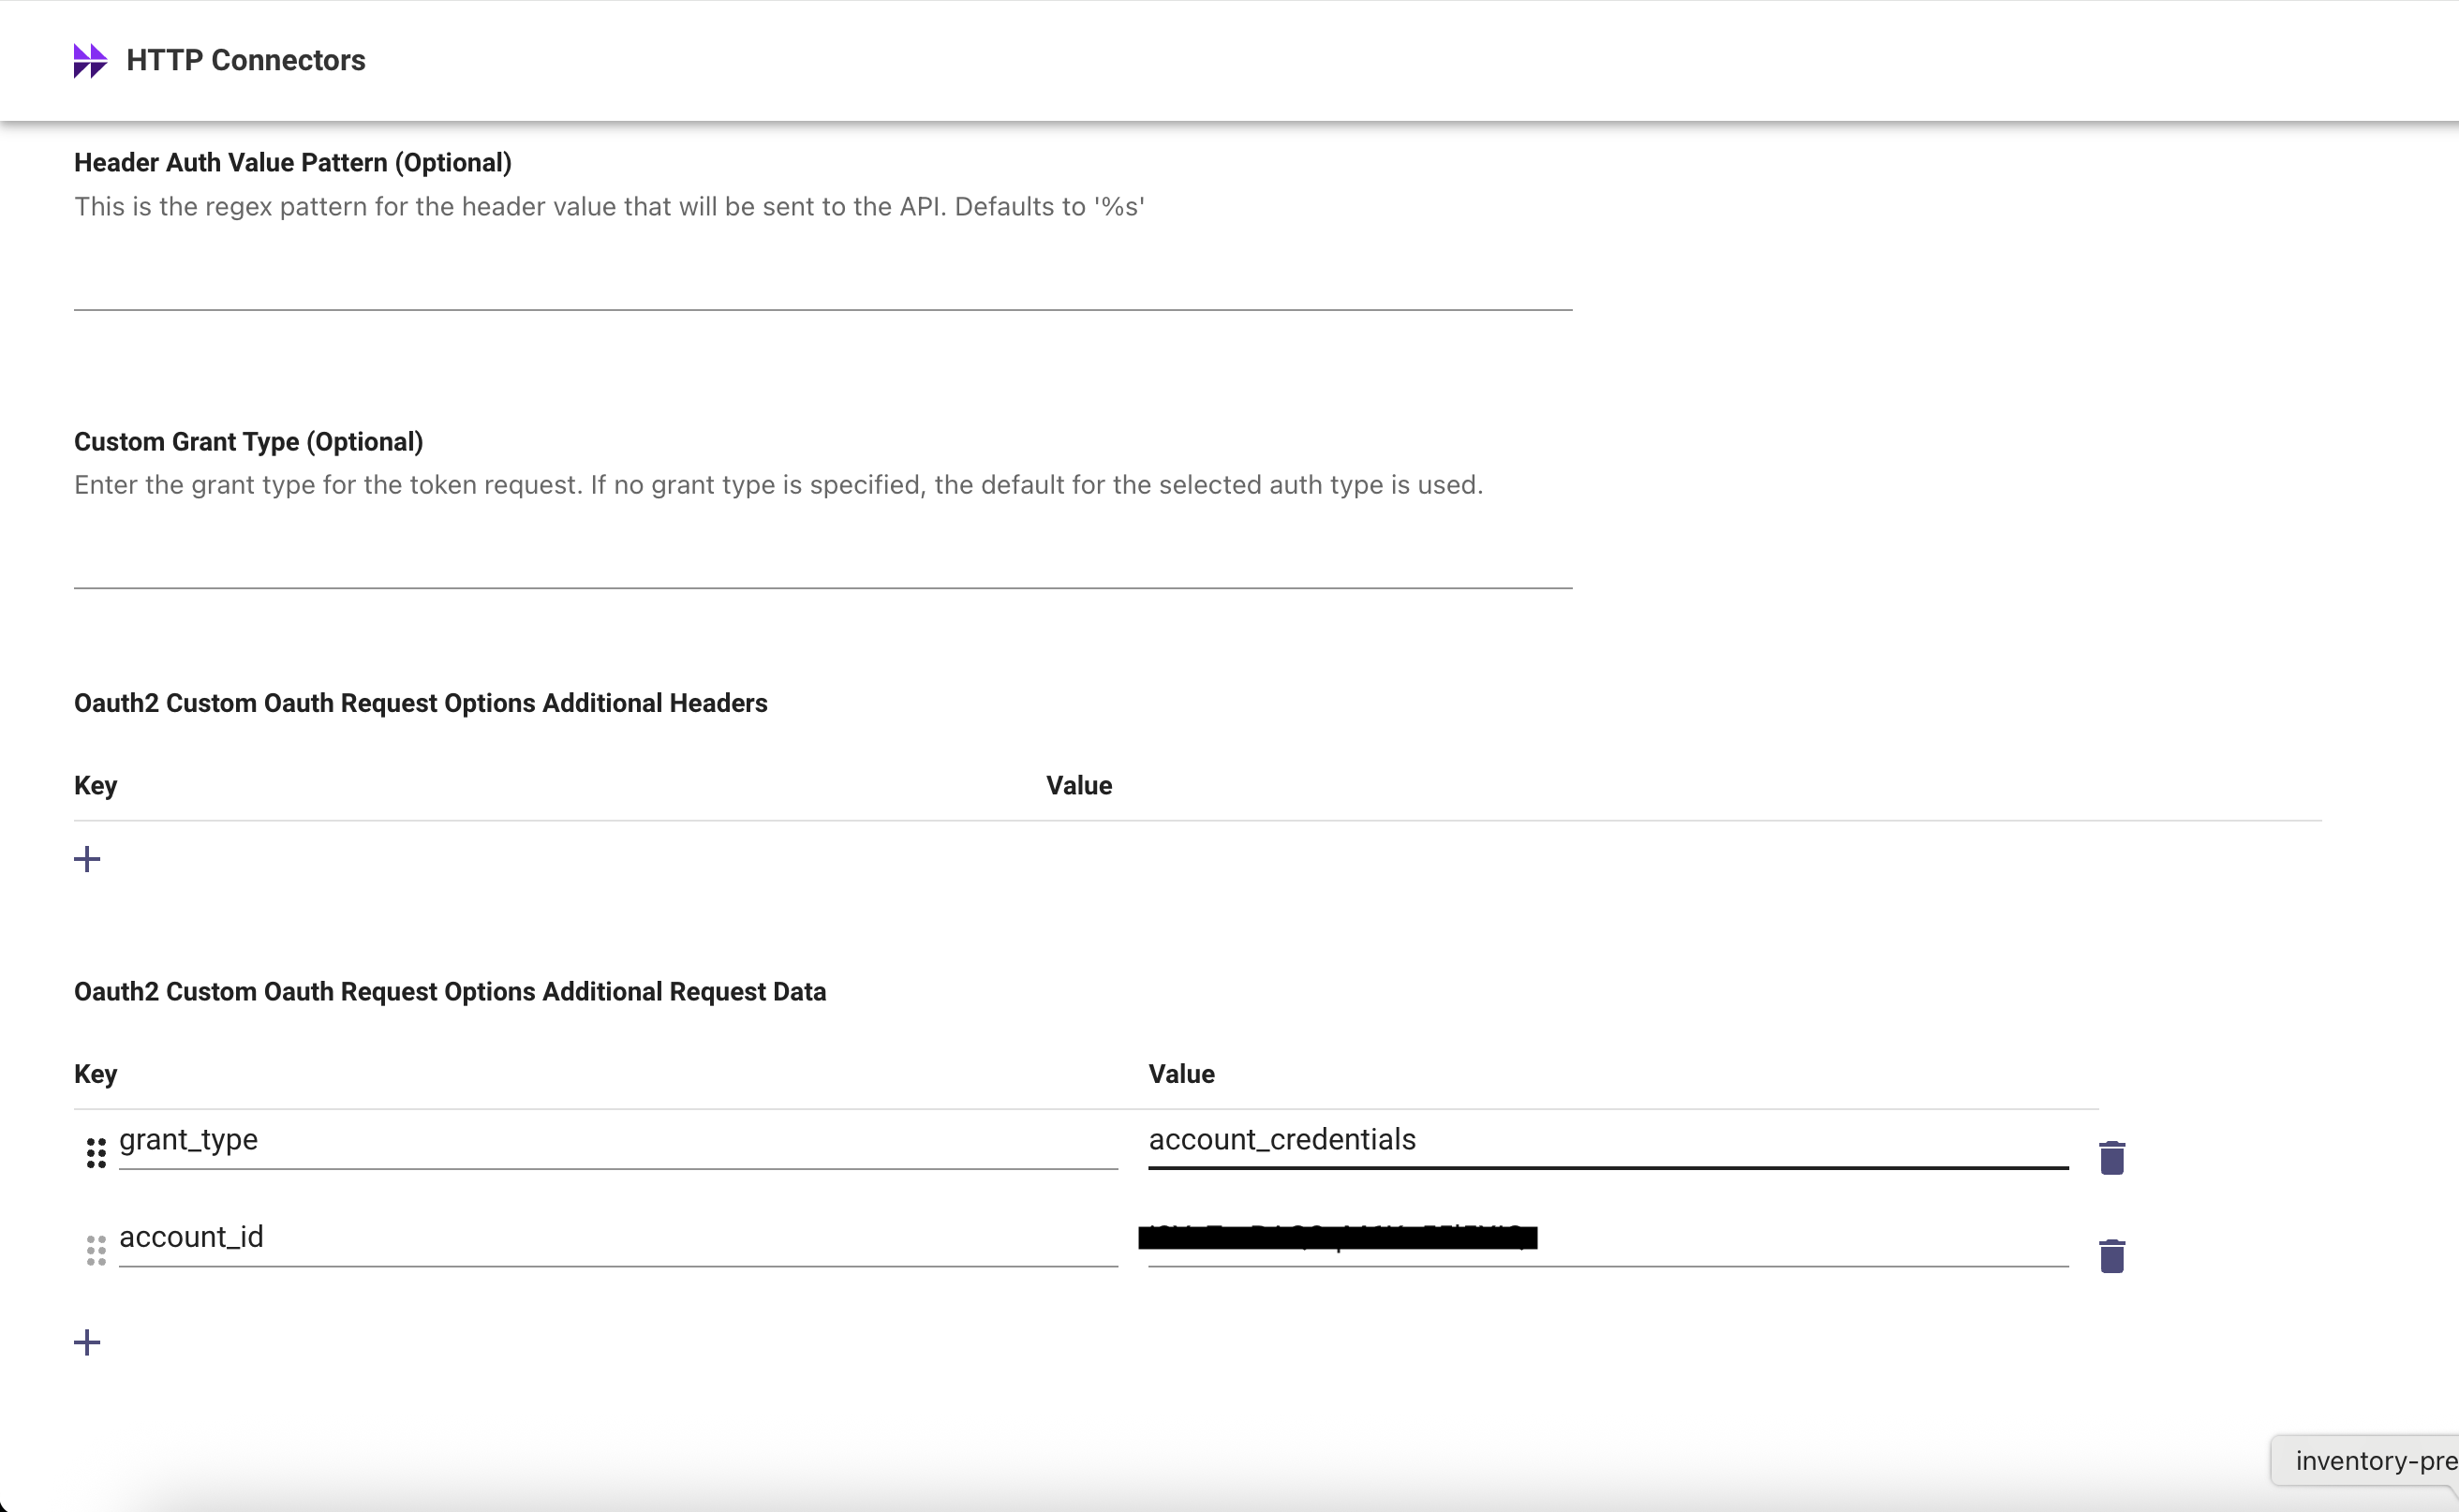 HTTP Connectors
Header Auth Value Pattern (Optional)
This is the regex pattern for the header value that will be sent to the API. Defaults to '%s'
Custom Grant Type (Optional)
Enter the grant type for the token request. If no grant type is specified, the default for the selected auth type is used.
Oauth2 Custom Oauth Request Options Additional Headers
Key Value
Oauth2 Custom Oauth Request Options Additional Request Data
Key Value
grant_type account_credentials
account_id
inventory-pre